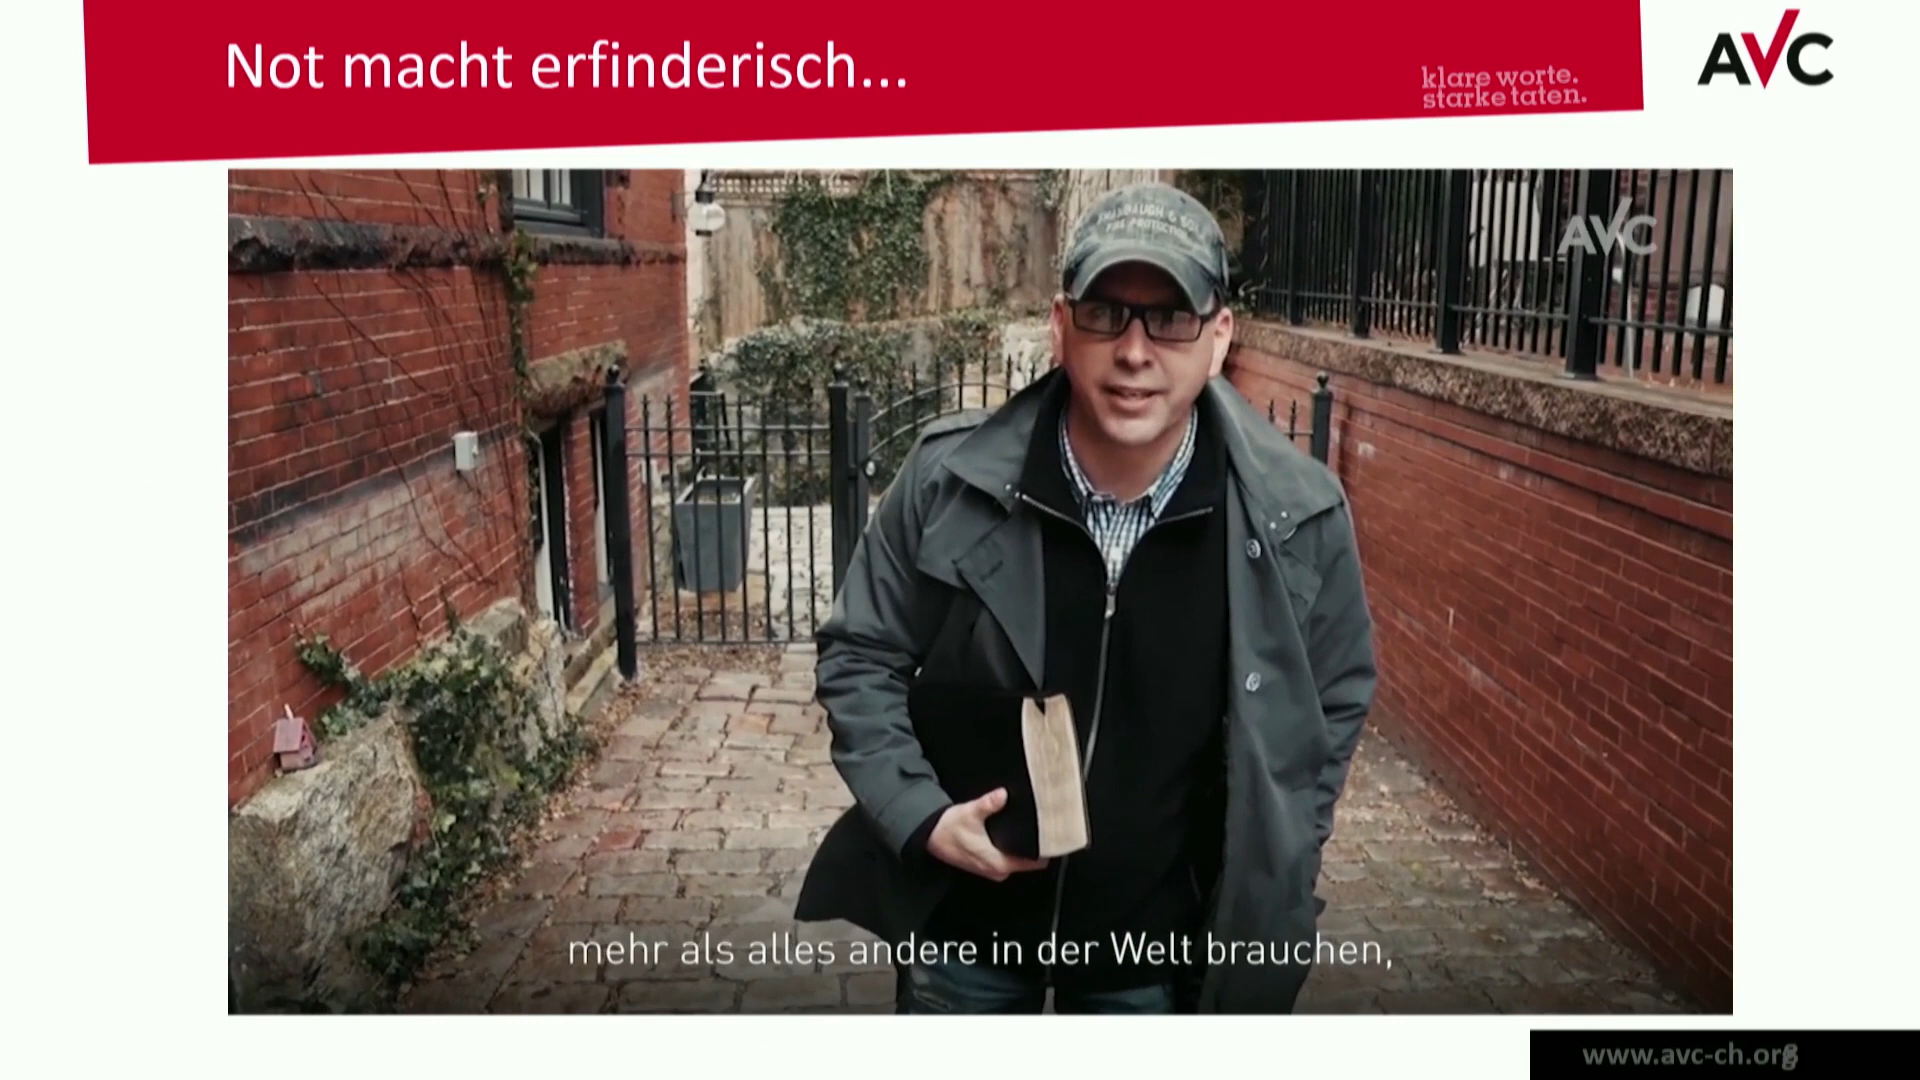 Not macht erfinderisch...
klare worte.
starke taten.
AVC
AVC
mehr als alles andere in der Welt brauchen,
www.avc-ch.org